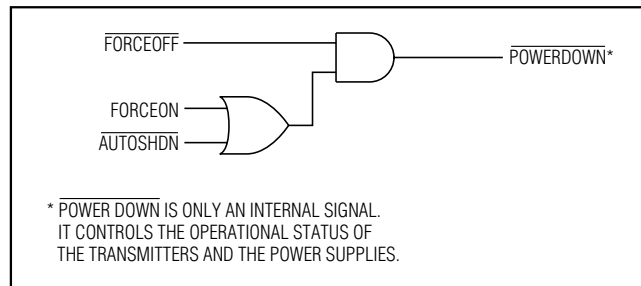 FORCEOFF
POWERDOWN*
FORCEON
AUTOSHDN
* POWER DOWN IS ONLY AN INTERNAL SIGNAL.
IT CONTROLS THE OPERATIONAL STATUS OF
THE TRANSMITTERS AND THE POWER SUPPLIES.